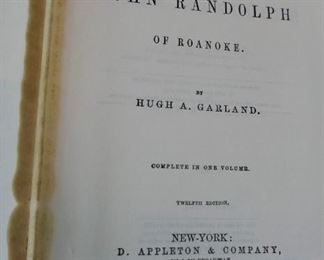 RANDOLPH
OF ROANOKE.
BY
HUGH A. GARLAND.
COMPLETE IN ONE VOLUME.
TWELFTH EDITION.
NEW-YORK:
D. APPLETON & COMPANY,